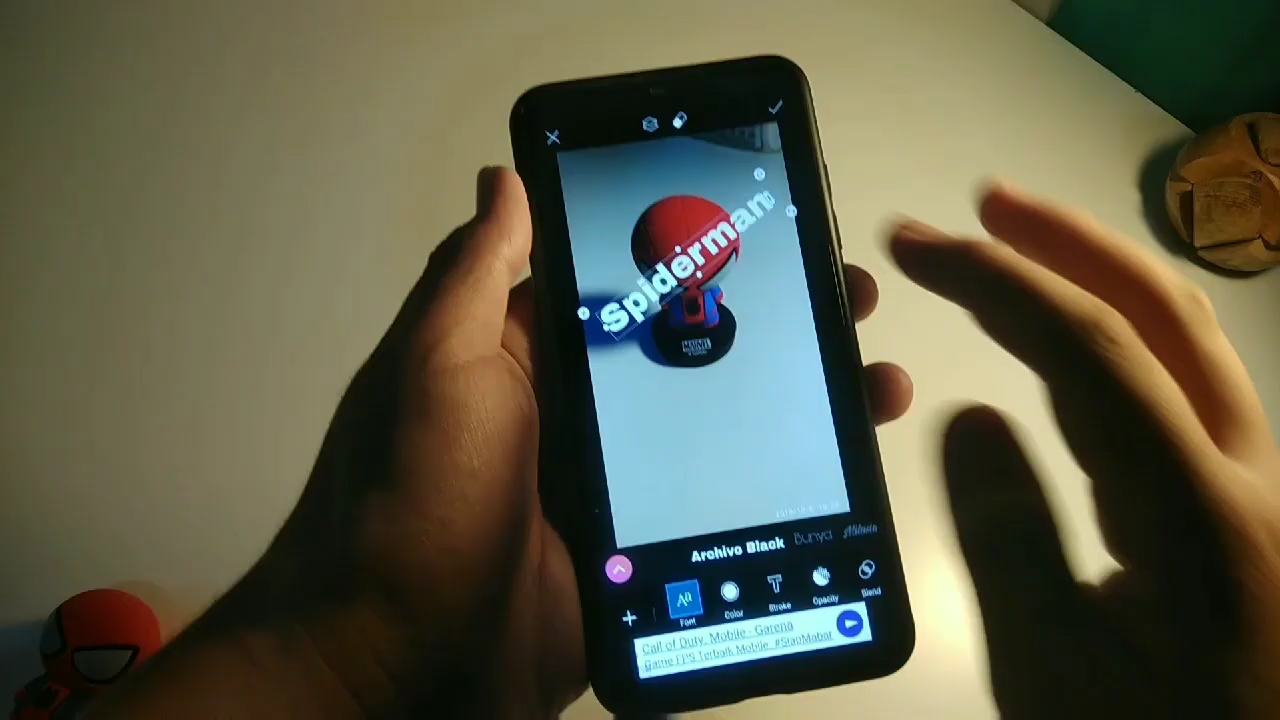 Spiderman
MARVEL
Archivo Black Bunya
Font Color Stroke Opacity Blend
Call of Duty. Mobile - Garena
Game FPS Terbaik Mobile. #SiapMabar